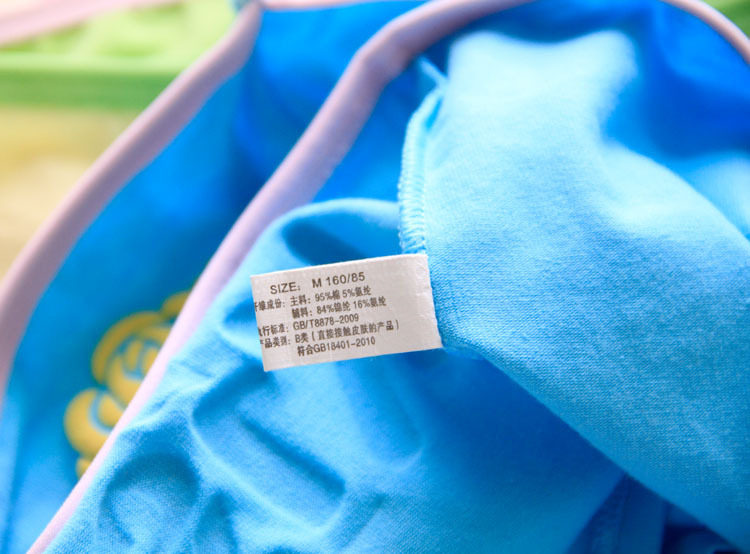 SIZE: M 160/85
纤维成份: 主料: 95%棉 5%氨纶
辅料: 84%锦纶 16%氨纶
执行标准: GB/T8878-2009
产品类别: B类(直接接触皮肤的产品)
符合GB18401-2010